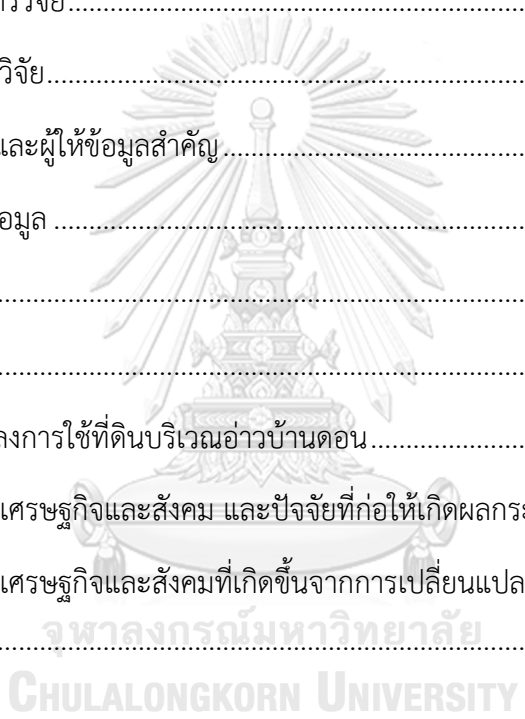 ารวิจัย
วิจัย
และผู้ให้ข้อมูลสำคัญ
อมูล
ลงการใช้ที่ดินบริเวณอ่าวบ้านดอน
เศรษฐกิจและสังคม และปัจจัยที่ก่อให้เกิดผลกระ
เศรษฐกิจและสังคมที่เกิดขึ้นจากการเปลี่ยนแปล
จุฬาลงกรณ์มหาวิทยาลัย
CHULALONGKORN UNIVERSITY